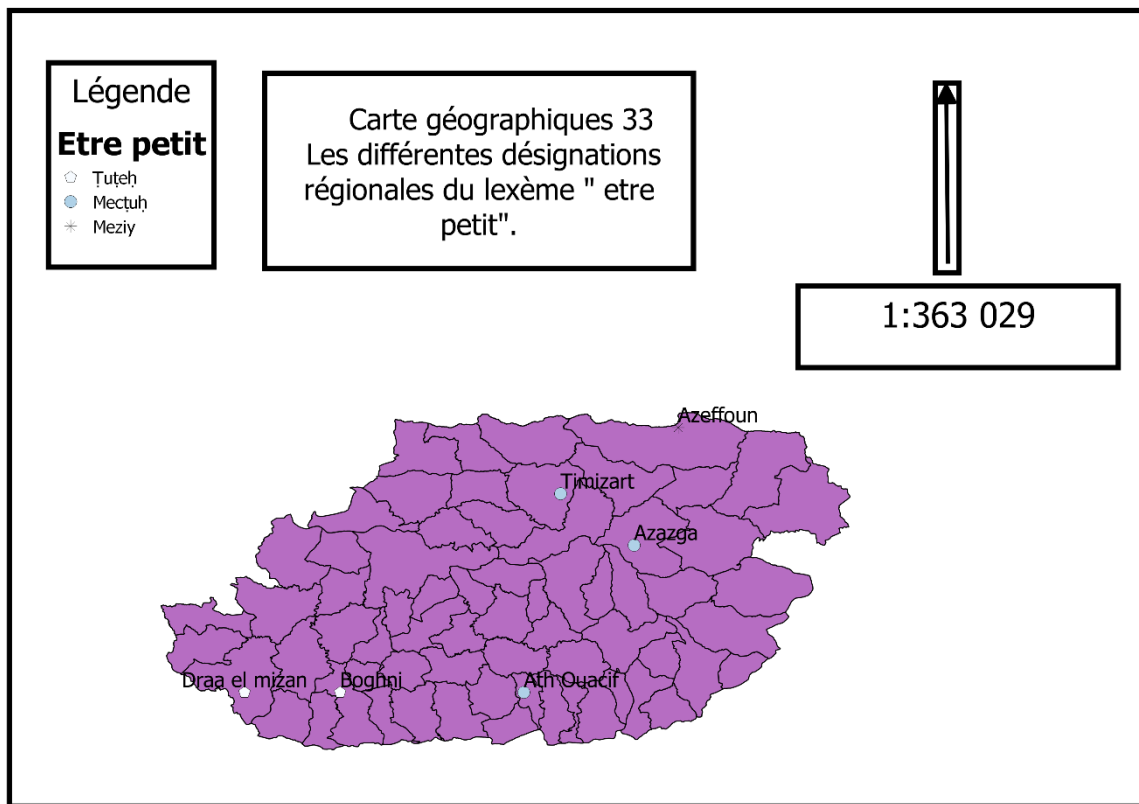 Légende
Etre petit
Ṭuṭeḥ
Mecṭuḥ
Meziy
Carte géographiques 33
Les différentes désignations
régionales du lexème " etre
petit".
1:363 029
Azeffoun
Timizart
Azazga
Draa el mizan
Boghni
Ath Ouacif